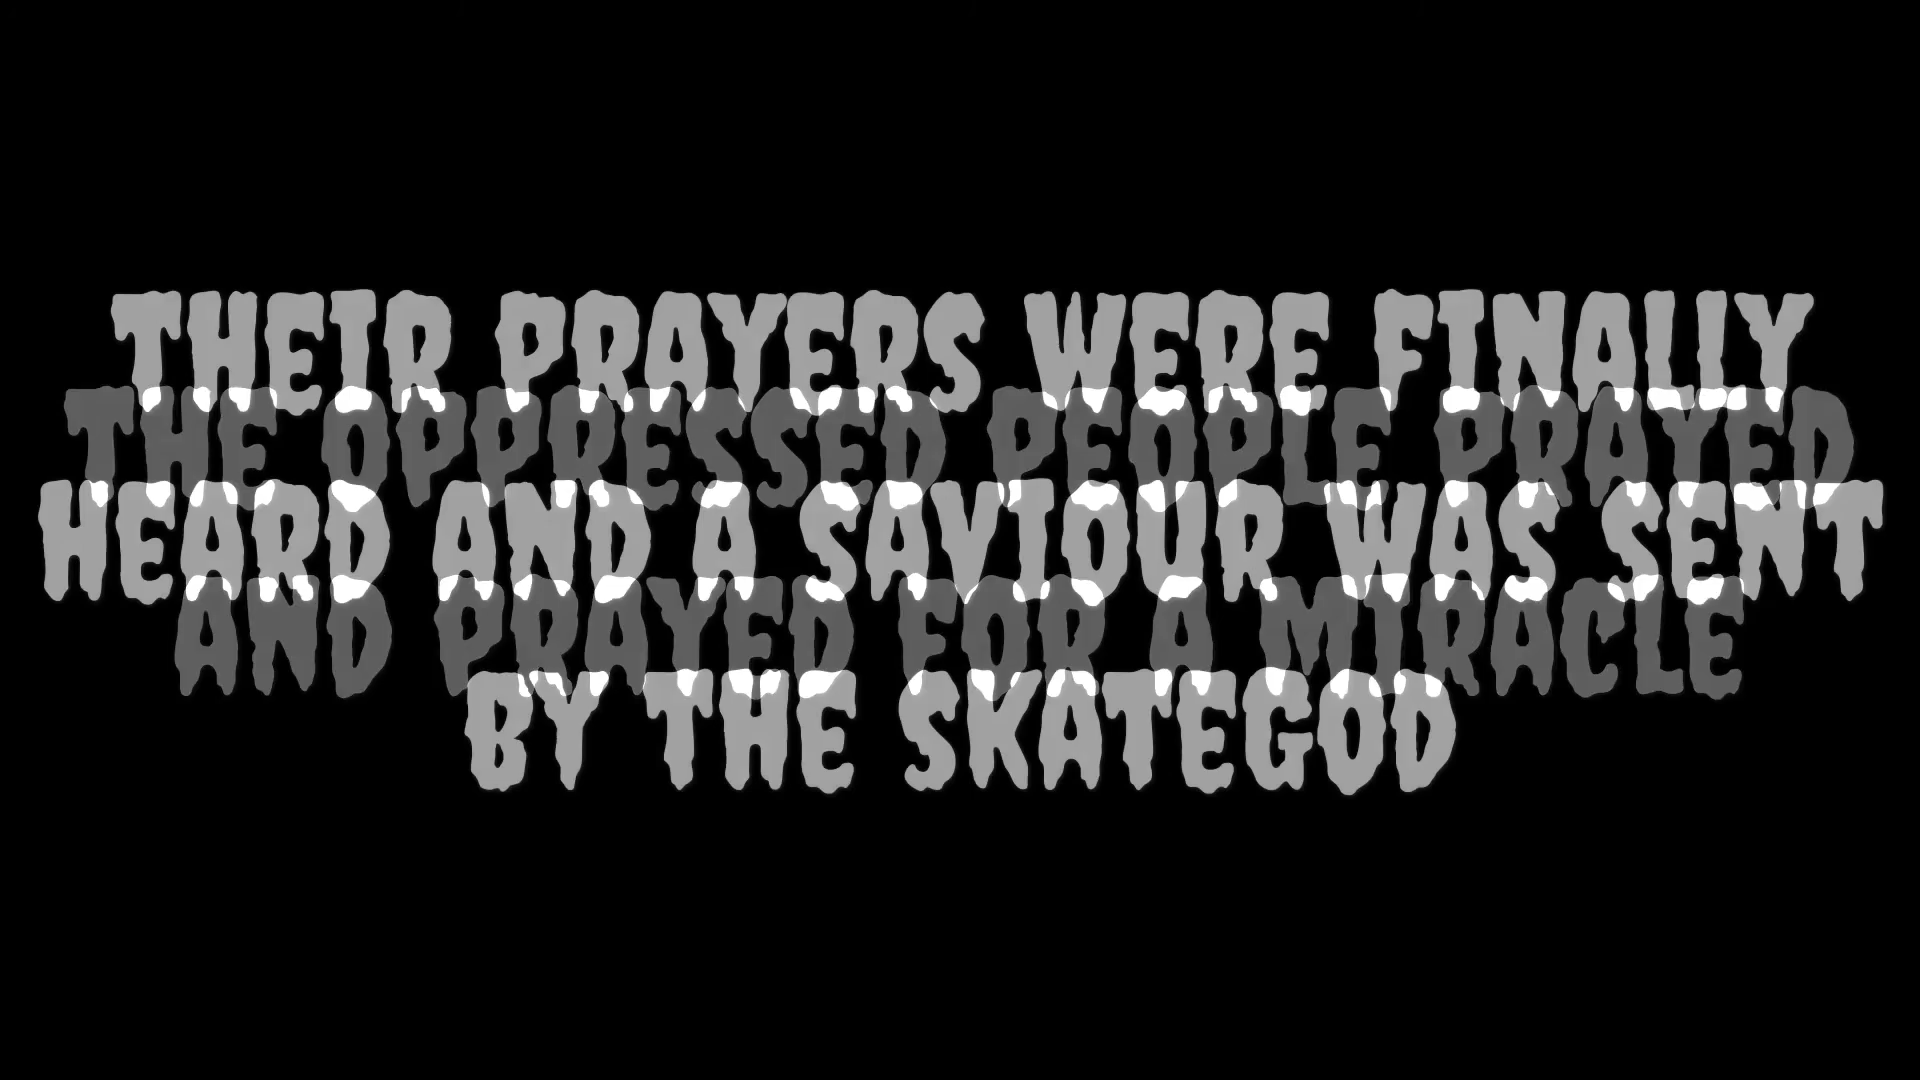 THEIR PRAYERS WERE FINALLY
THE OPPRESSED PEOPLE PRAYED
HEARD AND A SAVIOUR WAS SENT
AND PRAYED FOR A MIRACLE
BY THE SKATEGOD